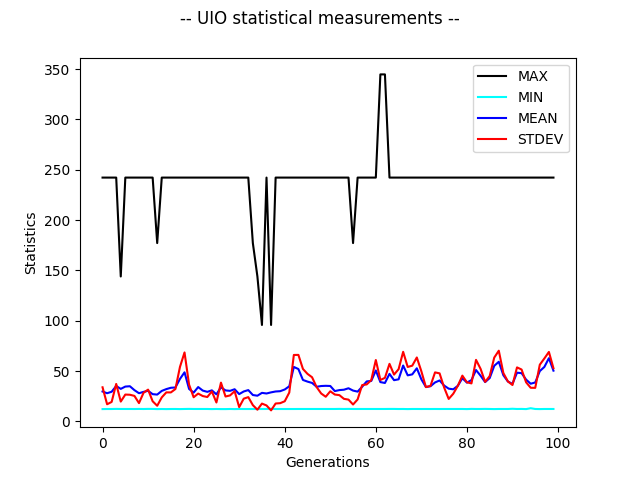 -- UIO statistical measurements --
350
300
250
200
150
100
50
0
Statistics
MAX
MIN
MEAN
STDEV
0 20 40 60 80 100
Generations